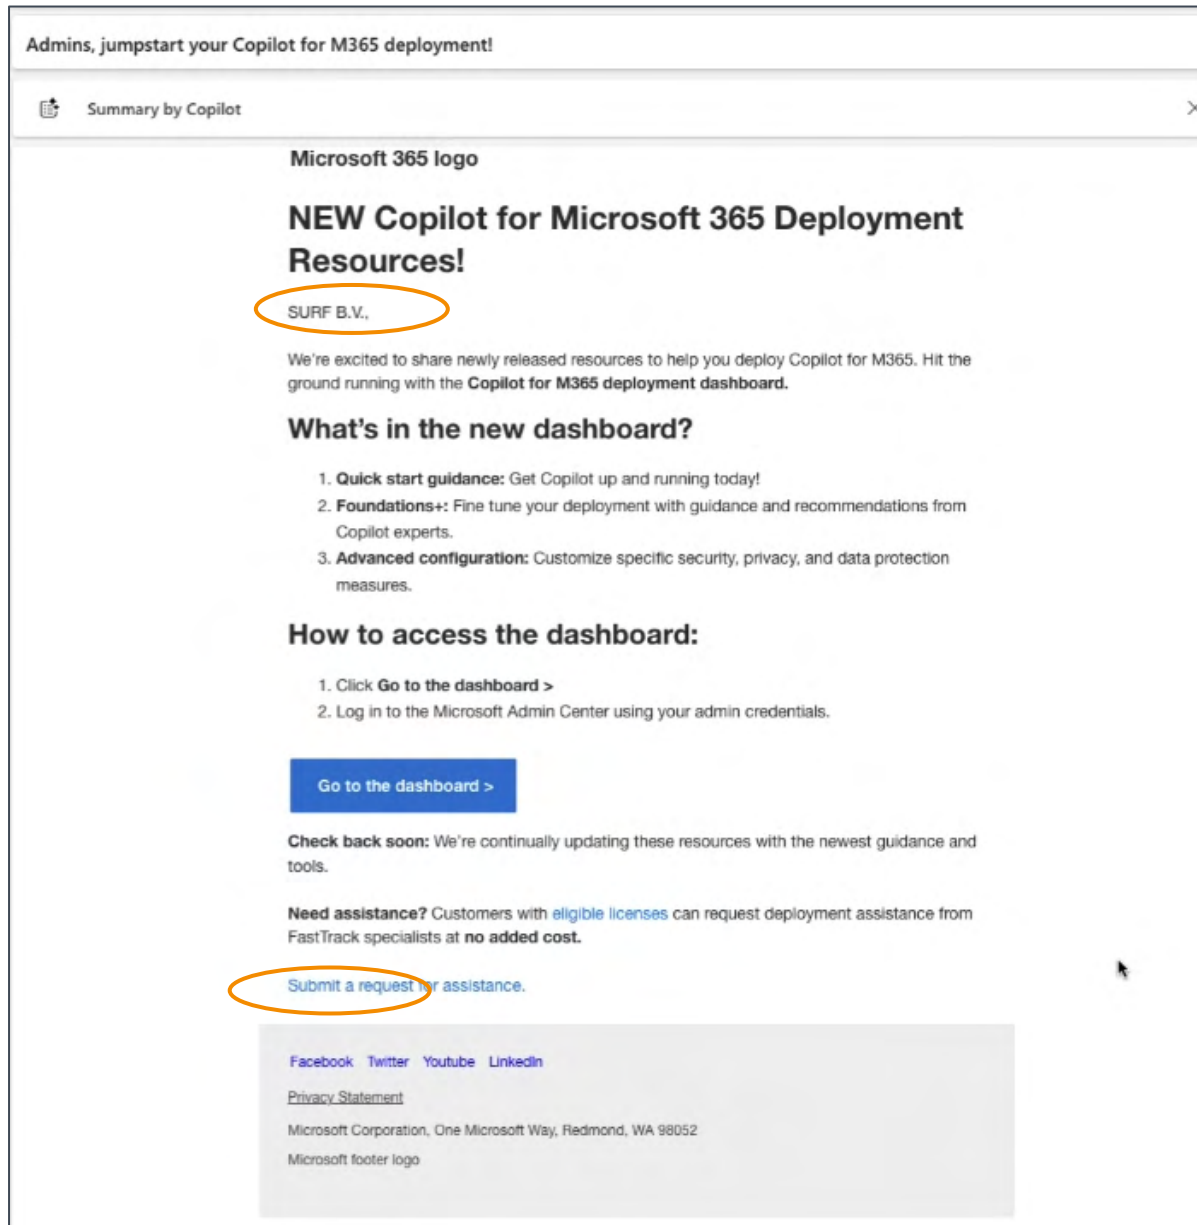 Admins, jumpstart your Copilot for M365 deployment!
Summary by Copilot
Microsoft 365 logo
NEW Copilot for Microsoft 365 Deployment
Resources!
SURF B.V.,
We're excited to share newly released resources to help you deploy Copilot for M365. Hit the
ground running with the Copilot for M365 deployment dashboard.
What's in the new dashboard?
1. Quick start guidance: Get Copilot up and running today!
2. Foundations+: Fine tune your deployment with guidance and recommendations from
Copilot experts.
3. Advanced configuration: Customize specific security, privacy, and data protection
measures.
How to access the dashboard:
1. Click Go to the dashboard >
2. Log in to the Microsoft Admin Center using your admin credentials.
Go to the dashboard >
Check back soon: We're continually updating these resources with the newest guidance and
tools.
Need assistance? Customers with eligible licenses can request deployment assistance from
FastTrack specialists at no added cost.
Submit a request for assistance.
Facebook Twitter Youtube LinkedIn
Privacy Statement
Microsoft Corporation, One Microsoft Way, Redmond, WA 98052
Microsoft footer logo